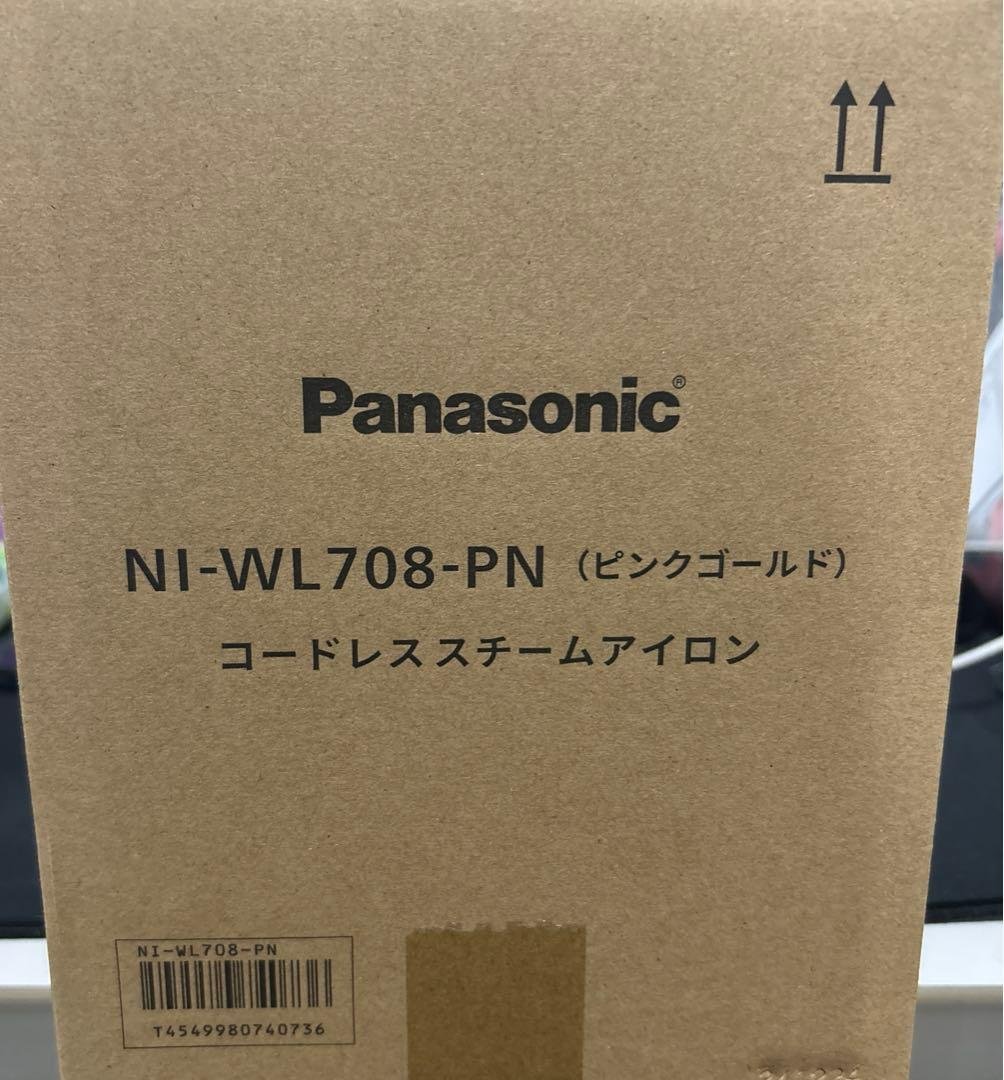 Panasonic®
NI-WL708-PN（ピンクゴールド）
コードレス スチームアイロン
NI-WL708-PN
T4549980740736